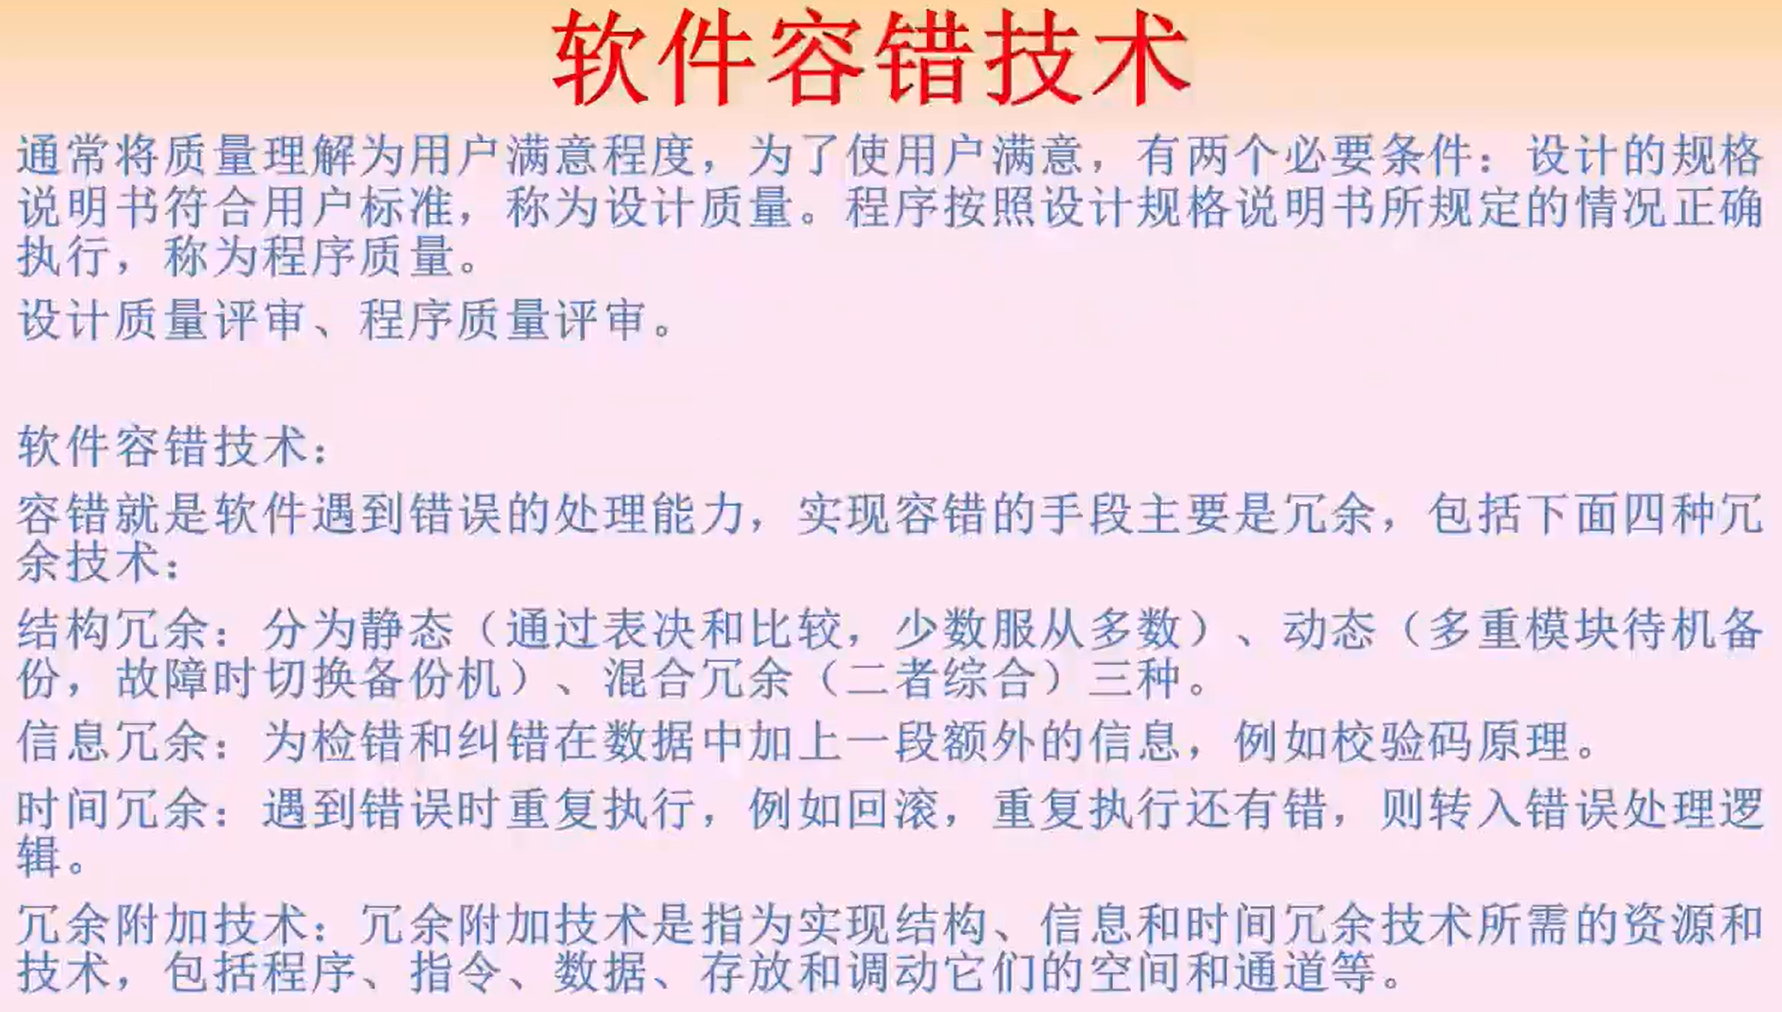 软件容错技术
通常将质量理解为用户满意程度，为了使用户满意，有两个必要条件：设计的规格
说明书符合用户标准，称为设计质量。程序按照设计规格说明书所规定的情况正确
执行，称为程序质量。
设计质量评审、程序质量评审。
软件容错技术：
容错就是软件遇到错误的处理能力，实现容错的手段主要是冗余，包括下面四种冗
余技术：
结构冗余：分为静态（通过表决和比较，少数服从多数）、动态（多重模块待机备
份，故障时切换备份机）、混合冗余（二者综合）三种。
信息冗余：为检错和纠错在数据中加上一段额外的信息，例如校验码原理。
时间冗余：遇到错误时重复执行，例如回滚，重复执行还有错，则转入错误处理逻
辑。
冗余附加技术：冗余附加技术是指为实现结构、信息和时间冗余技术所需的资源和
技术，包括程序、指令、数据、存放和调动它们的空间和通道等。